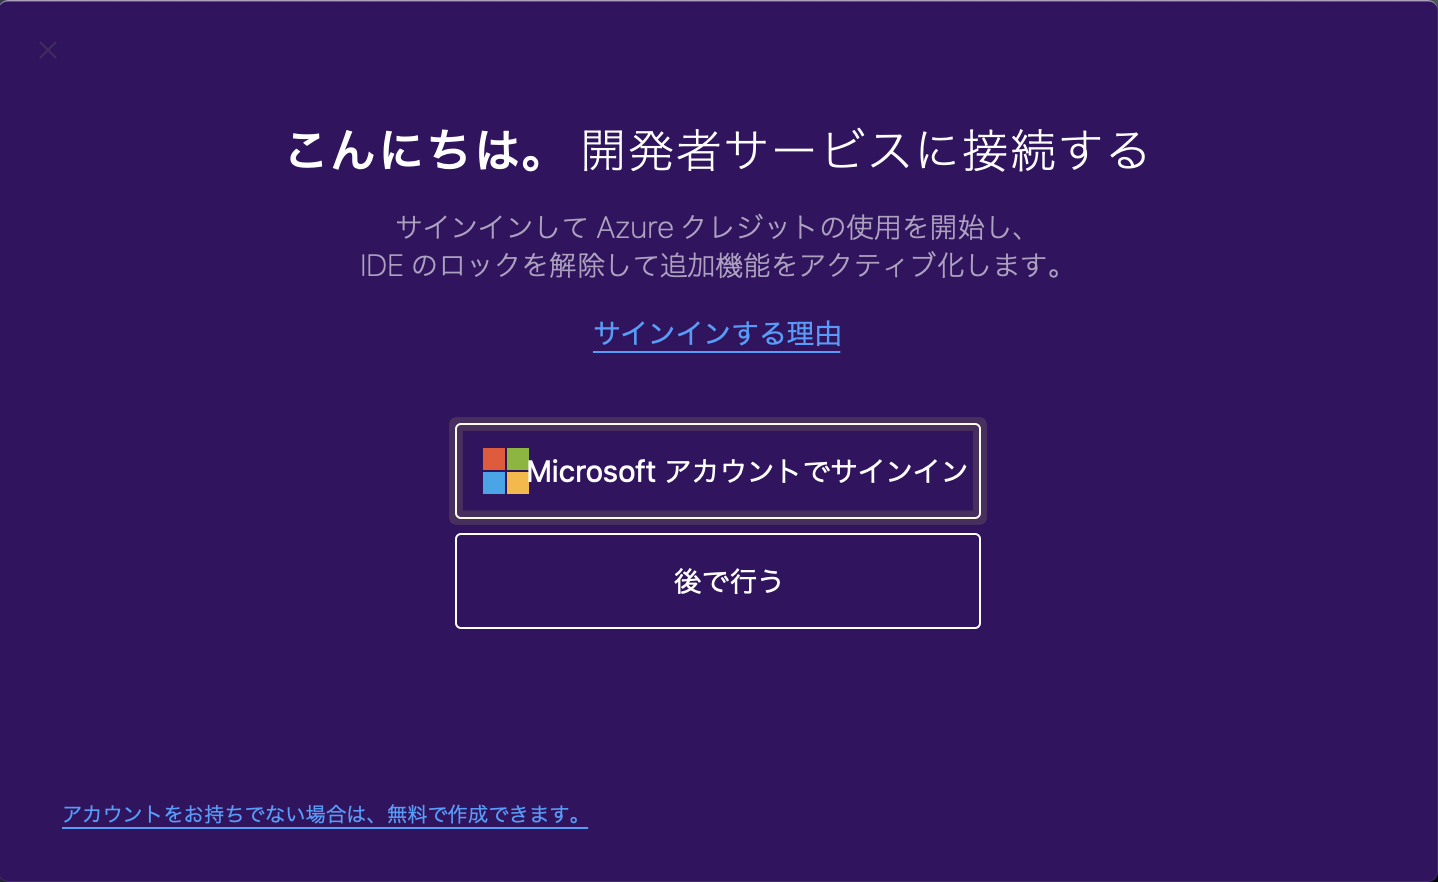 こんにちは。 開発者サービスに接続する
サインインして Azure クレジットの使用を開始し、
IDE のロックを解除して追加機能をアクティブ化します。
サインインする理由
Microsoft アカウントでサインイン
後で行う
アカウントをお持ちでない場合は、無料で作成できます。